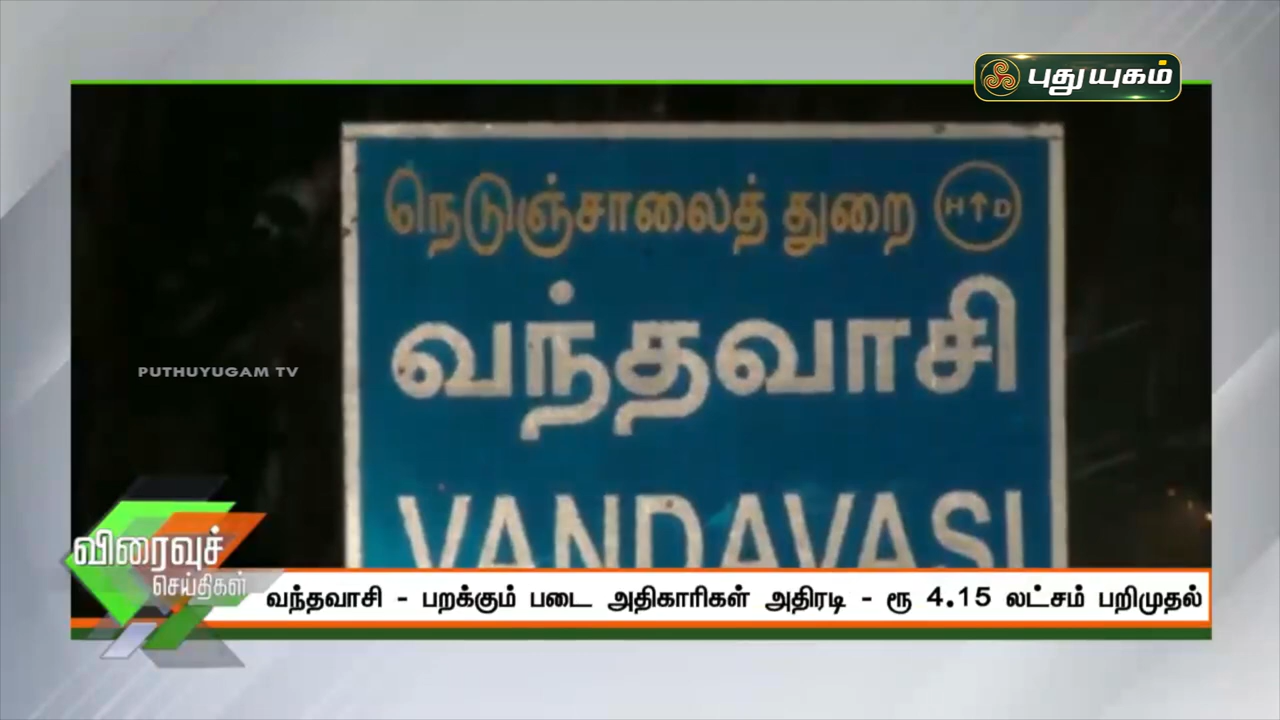 புதுயுகம்
நெடுஞ்சாலைத் துறை H D
வந்தவாசி
VANDAVASI
PUTHUYUGAM TV
விரைவுச்
செய்திகள்
வந்தவாசி - பறக்கும் படை அதிகாரிகள் அதிரடி - ரூ 4.15 லட்சம் பறிமுதல்